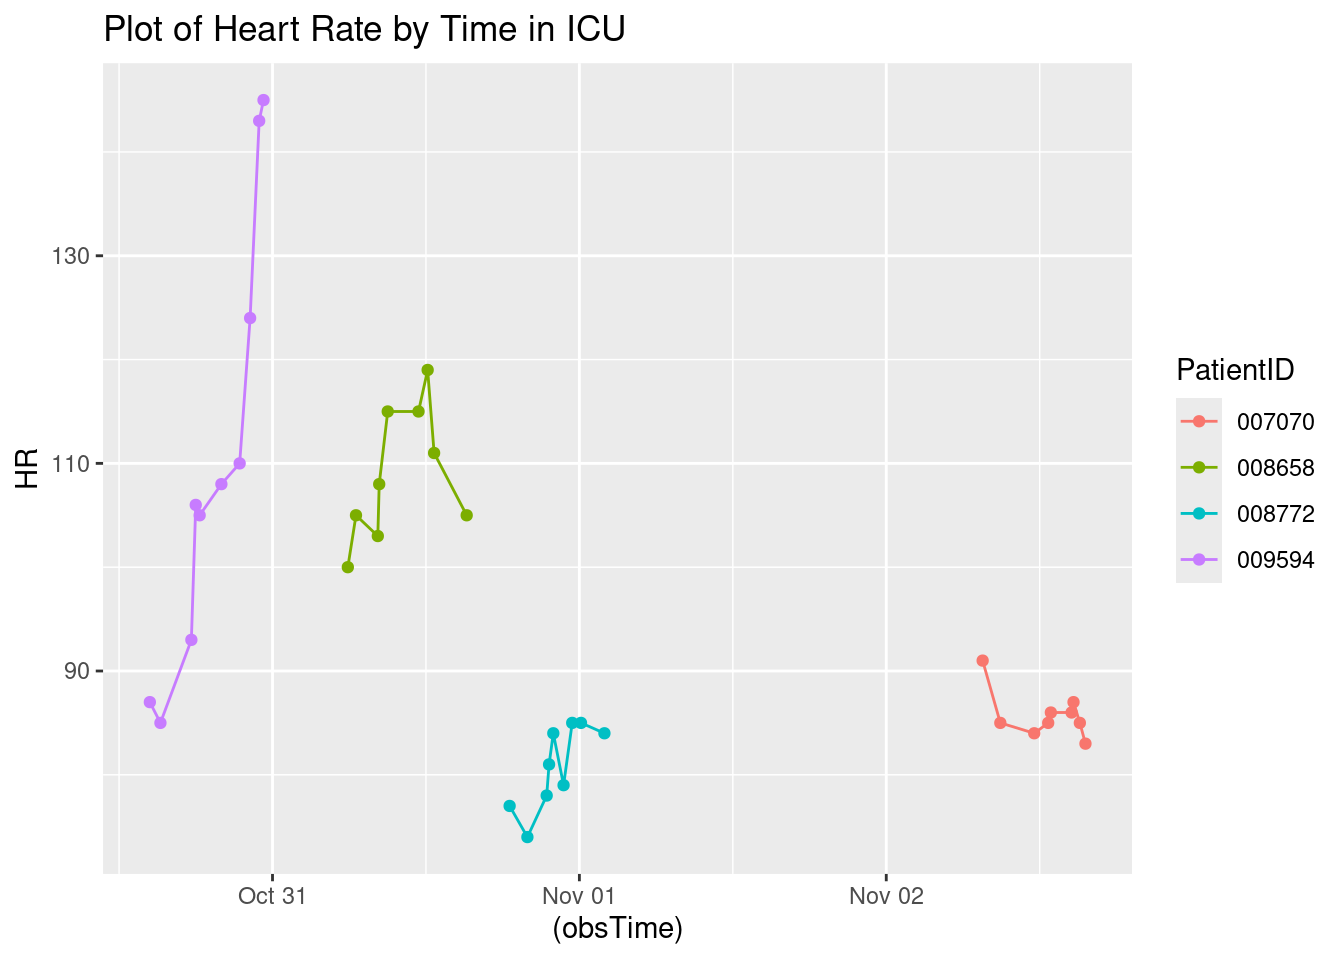 Plot of Heart Rate by Time in ICU
130
110
90
HR
Oct 31
Nov 01
Nov 02
(obsTime)
PatientID
007070
008658
008772
009594